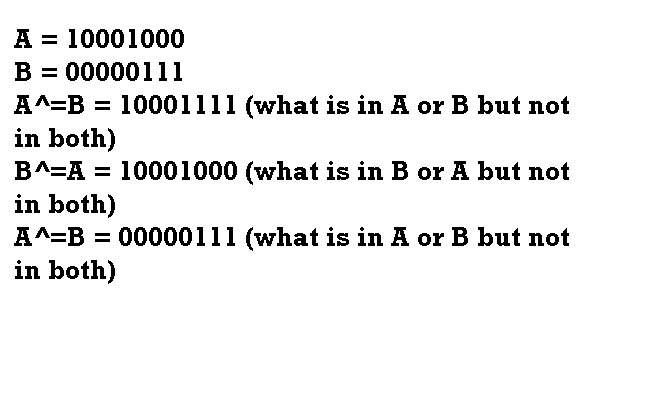 A = 10001000
B = 00000111
A^=B = 10001111 (what is in A or B but not
in both)
B^=A = 10001000 (what is in B or A but not
in both)
A^=B = 00000111 (what is in A or B but not
in both)